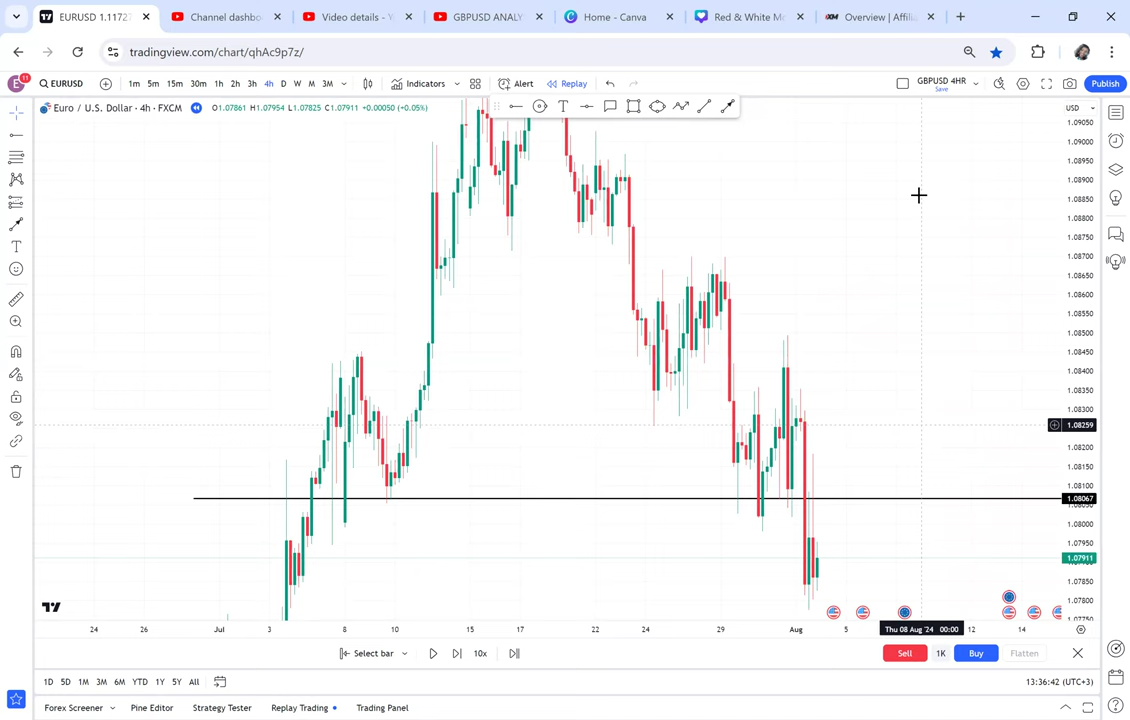 EURUSD 1.11727
Channel dashbo
Video details - Y
GBPUSD ANALY
Home - Canva
Red & White Mo
Overview | Affilia
tradingview.com/chart/qhAc9p7z/
E 11 EURUSD 1m 5m 15m 30m 1h 2h 3h 4h D W M 3M Indicators Alert Replay GBPUSD 4HR Save Publish
Euro / U.S. Dollar · 4h · FXCM O1.07861 H1.07954 L1.07825 C1.07911 +0.00050 (+0.05%) USD
1.09050
1.09000
1.08950
1.08900
1.08850
1.08800
1.08750
1.08700
1.08650
1.08600
1.08550
1.08500
1.08450
1.08400
1.08350
1.08300
1.08259
1.08200
1.08150
1.08100
1.08067
1.08000
1.07950
1.07911
1.07850
1.07800
1.07750
24 26 Jul 3 8 10 15 17 22 24 29 Aug 5 Thu 08 Aug '24 00:00 12 14
Select bar 10x Sell 1K Buy Flatten
1D 5D 1M 3M 6M YTD 1Y 5Y All 13:36:42 (UTC+3)
Forex Screener Pine Editor Strategy Tester Replay Trading Trading Panel